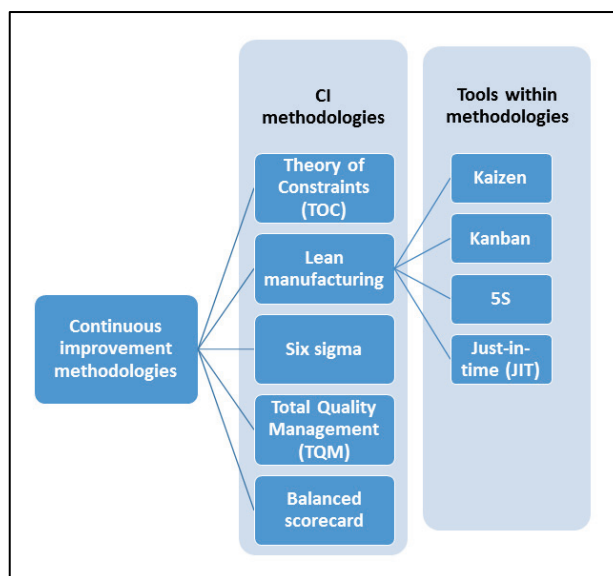 CI
methodologies
Tools within
methodologies
Theory of
Constraints
(TOC)
Kaizen
Lean
manufacturing
Kanban
Continuous
improvement
methodologies
5S
Six sigma
Just-in-
time (JIT)
Total Quality
Management
(TQM)
Balanced
scorecard